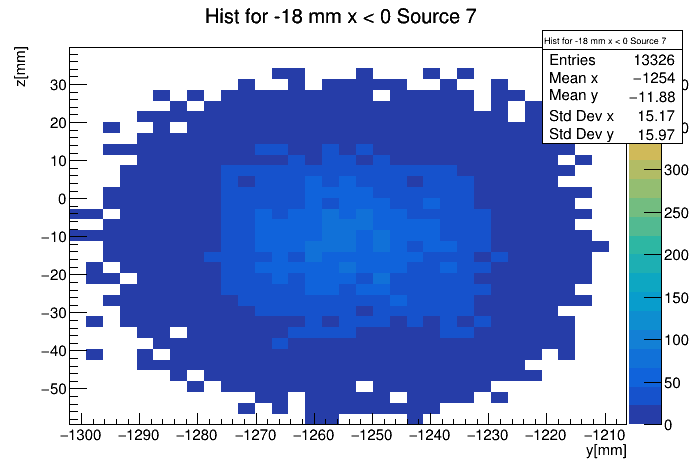 Hist for -18 mm x < 0 Source 7
z[mm]
Hist for -18 mm x < 0 Source 7
Entries 13326
Mean x −1254
Mean y −11.88
Std Dev x 15.17
Std Dev y 15.97
30
20
10
0
−10
−20
−30
−40
−50
−1300 −1290 −1280 −1270 −1260 −1250 −1240 −1230 −1220 −1210
y[mm]
300
250
200
150
100
50
0